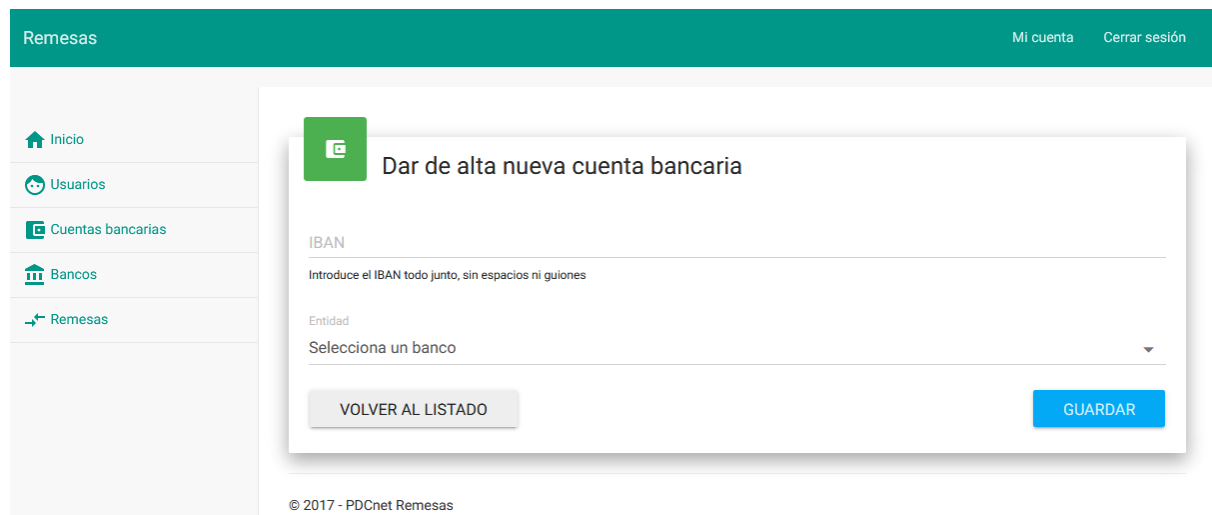 Remesas
Mi cuenta
Cerrar sesión
Inicio
Usuarios
Cuentas bancarias
Bancos
Remesas
Dar de alta nueva cuenta bancaria
IBAN
Introduce el IBAN todo junto, sin espacios ni guiones
Entidad
Selecciona un banco
VOLVER AL LISTADO
GUARDAR
© 2017 - PDCnet Remesas